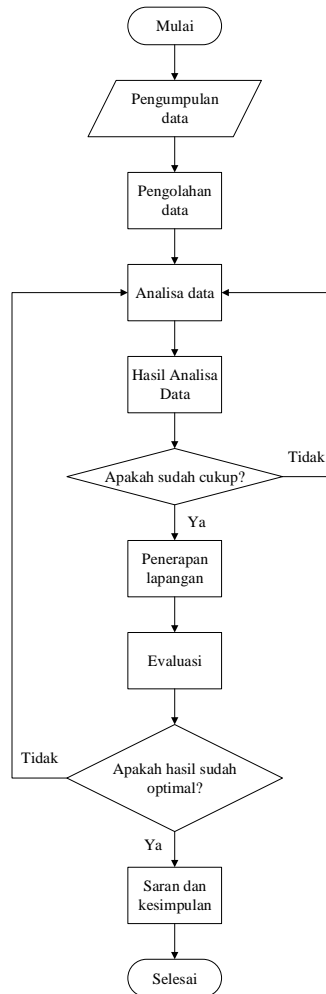 Mulai
Pengumpulan
data
Pengolahan
data
Analisa data
Hasil Analisa
Data
Apakah sudah cukup?
Tidak
Ya
Penerapan
lapangan
Evaluasi
Apakah hasil sudah
optimal?
Tidak
Ya
Saran dan
kesimpulan
Selesai